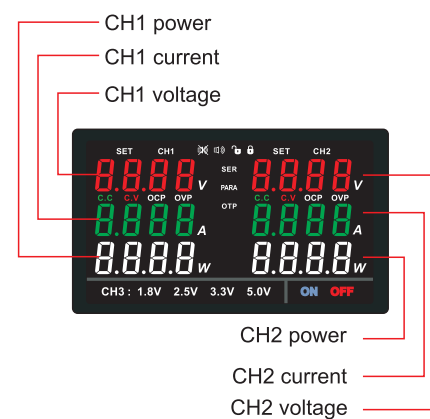 CH1 power
CH1 current
CH1 voltage
SET CH1 SET CH2
SER
8.8.8.8 V 8.8.8.8 V
PARA
C.C C.V OCP OVP C.C C.V OCP OVP
OTP
8.8.8.8 A 8.8.8.8 A
8.8.8.8 W 8.8.8.8 W
CH3 : 1.8V 2.5V 3.3V 5.0V ON OFF
CH2 power
CH2 current
CH2 voltage